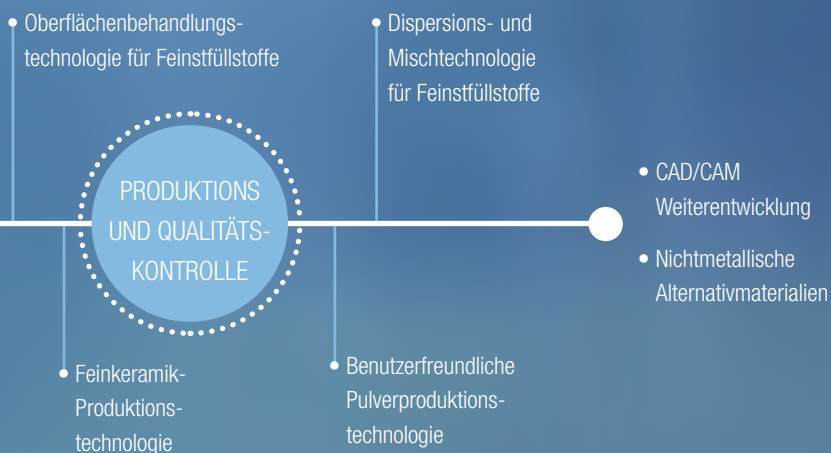 Oberflächenbehandlungs-
technologie für Feinstfüllstoffe
Dispersions- und
Mischtechnologie
für Feinstfüllstoffe
PRODUKTIONS
UND QUALITÄTS-
KONTROLLE
CAD/CAM
Weiterentwicklung
Nichtmetallische
Alternativmaterialien
Feinkeramik-
Produktions-
technologie
Benutzerfreundliche
Pulverproduktions-
technologie